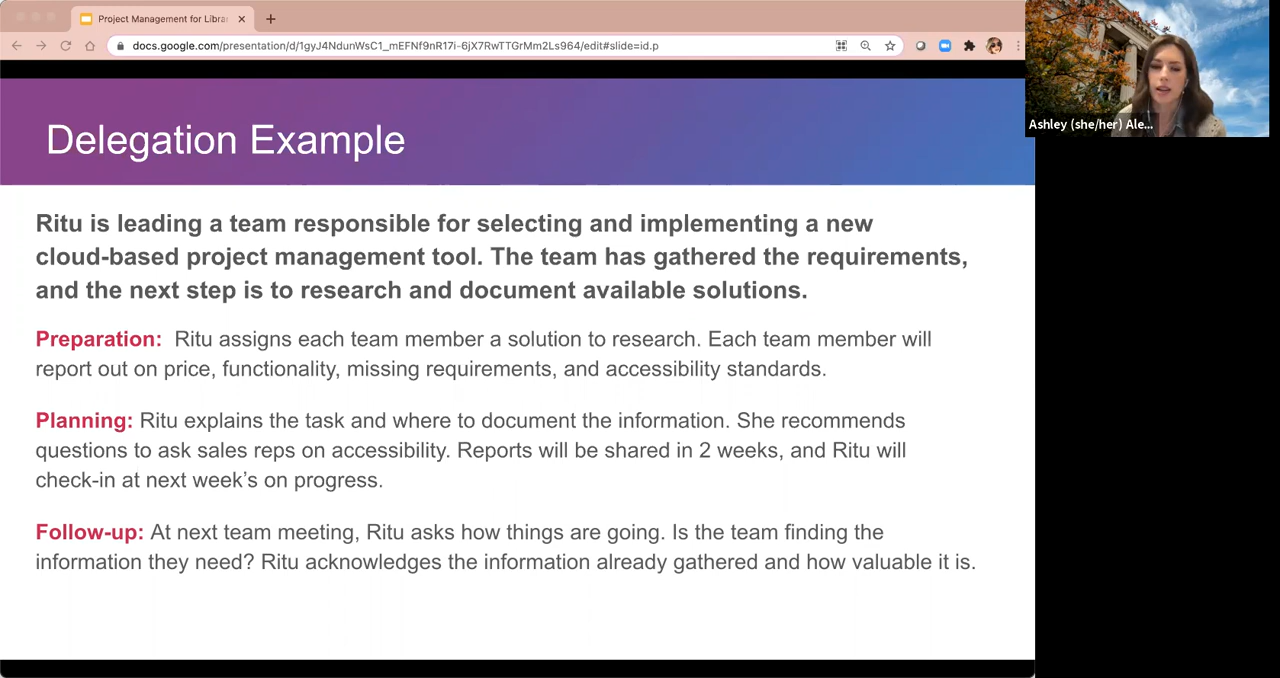 Project Management for Libra
docs.google.com/presentation/d/1gyJ4NdunWsC1_mEFNf9nR17i-6jX7RwTTGrMm2Ls964/edit#slide=id.p
Ashley (she/her) Ale...
Delegation Example
Ritu is leading a team responsible for selecting and implementing a new
cloud-based project management tool. The team has gathered the requirements,
and the next step is to research and document available solutions.
Preparation: Ritu assigns each team member a solution to research. Each team member will
report out on price, functionality, missing requirements, and accessibility standards.
Planning: Ritu explains the task and where to document the information. She recommends
questions to ask sales reps on accessibility. Reports will be shared in 2 weeks, and Ritu will
check-in at next week's on progress.
Follow-up: At next team meeting, Ritu asks how things are going. Is the team finding the
information they need? Ritu acknowledges the information already gathered and how valuable it is.